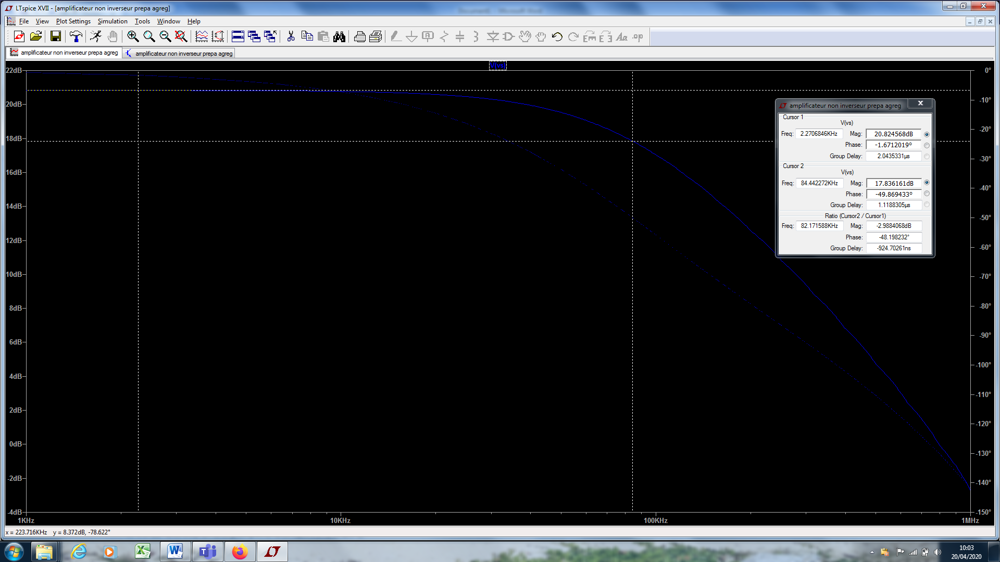 LTspice XVII - [amplificateur non inverseur prepa agreg]
File View Plot Settings Simulation Tools Window Help
amplificateur non inverseur prepa agreg amplificateur non inverseur prepa agreg
V(vs)
22dB
20dB
18dB
16dB
14dB
12dB
10dB
8dB
6dB
4dB
2dB
0dB
-2dB
-4dB
0°
-10°
-20°
-30°
-40°
-50°
-60°
-70°
-80°
-90°
-100°
-110°
-120°
-130°
-140°
-150°
1KHz 10KHz 100KHz 1MHz
amplificateur non inverseur prepa agreg
Cursor 1
V(vs)
Freq: 2.2706846KHz Mag: 20.824568dB
Phase: -1.6712019°
Group Delay: 2.0435331µs
Cursor 2
V(vs)
Freq: 84.442272KHz Mag: 17.836161dB
Phase: -49.869433°
Group Delay: 1.1188305µs
Ratio (Cursor2 / Cursor1)
Freq: 82.171588KHz Mag: -2.9884068dB
Phase: -48.198232°
Group Delay: -924.70261ns
x = 223.716KHz y = 8.372dB, -78.622°
10:03
20/04/2020